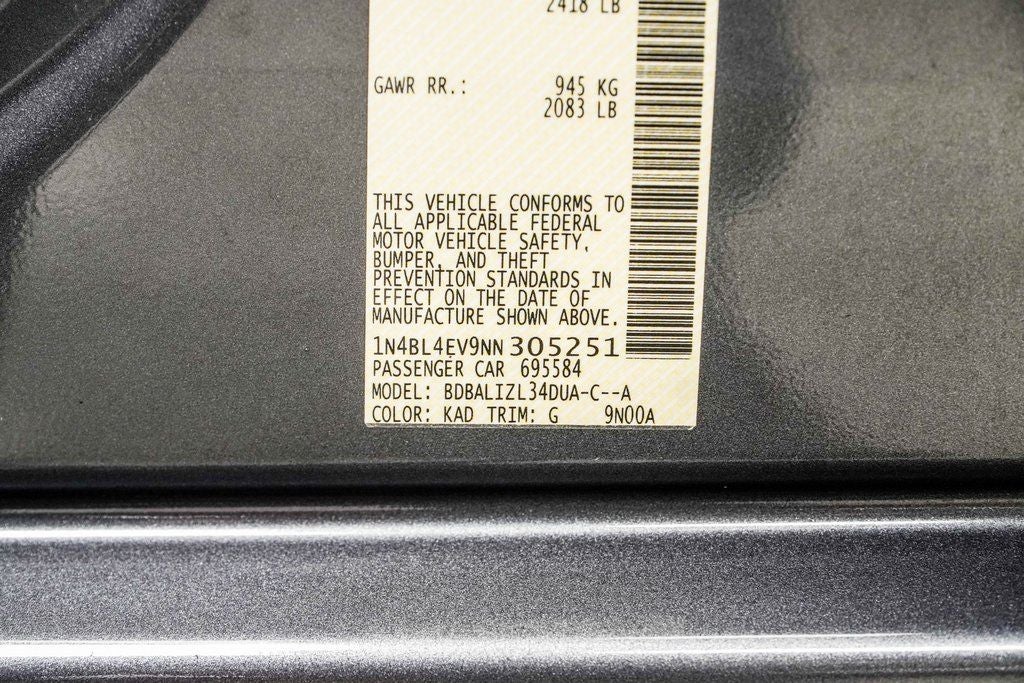 2418 LB
GAWR RR.: 945 KG
2083 LB
THIS VEHICLE CONFORMS TO
ALL APPLICABLE FEDERAL
MOTOR VEHICLE SAFETY,
BUMPER, AND THEFT
PREVENTION STANDARDS IN
EFFECT ON THE DATE OF
MANUFACTURE SHOWN ABOVE.
1N4BL4EV9NN305251
PASSENGER CAR 695584
MODEL: BDBALIZL34DUA-C--A
COLOR: KAD TRIM: G 9N00A